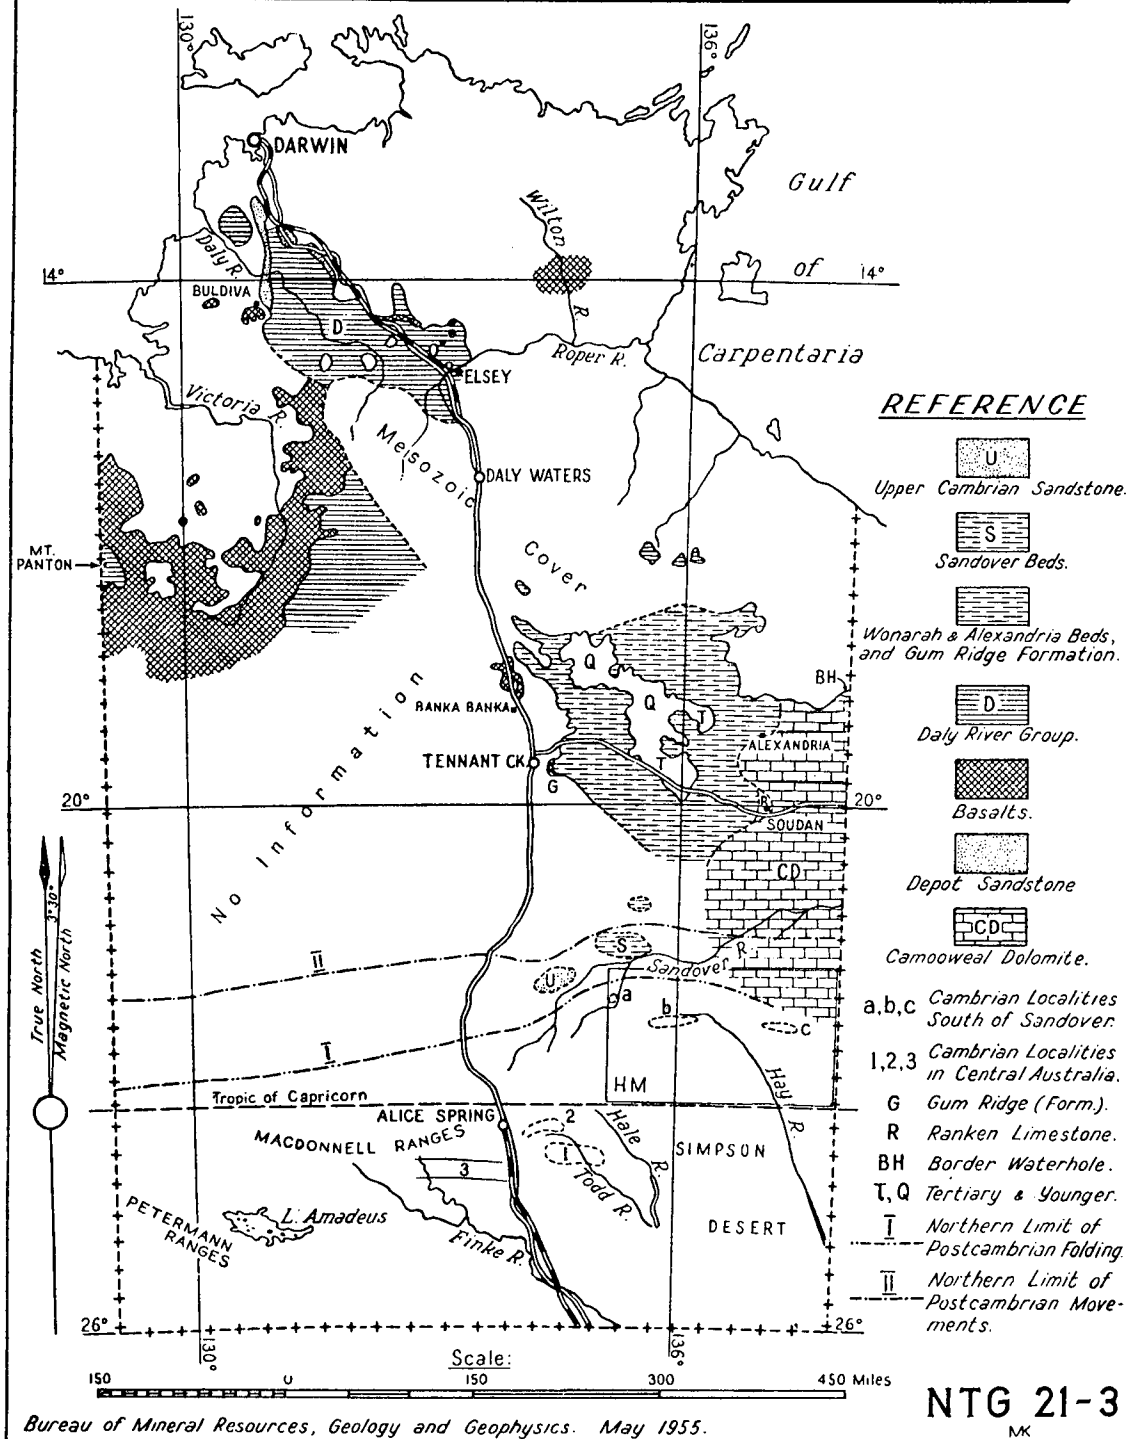 130°
136°
DARWIN
Gulf
Wilton
Daly R.
of
14°
14°
BULDIVA
R.
D
Roper R.
Carpentaria
ELSEY
Victoria R.
REFERENCE
Meisozoic
U
Upper Cambrian Sandstone.
DALY WATERS
S
Sandover Beds.
MT.
PANTON
Cover
Wonarah & Alexandria Beds,
and Gum Ridge Formation.
Q
BH
D
Daly River Group.
Q
T
BANKA BANKA
ALEXANDRIA
TENNANT CK.
T
G
Basalts.
20°
R
20°
SOUDAN
No Information
CD
Depot Sandstone
3°30'
True North
Magnetic North
CD
Camooweal Dolomite.
II
S
Sandover R.
U
a
a,b,c Cambrian Localities
South of Sandover.
b
c
I
1,2,3 Cambrian Localities
in Central Australia.
HM
Hay R.
Tropic of Capricorn
G Gum Ridge (Form.).
ALICE SPRING
2
Hale R.
R Ranken Limestone.
MACDONNELL RANGES
SIMPSON
1
3
BH Border Waterhole.
Todd R.
T, Q Tertiary & Younger.
PETERMANN
RANGES
L. Amadeus
DESERT
Finke R.
I Northern Limit of
Postcambrian Folding.
II Northern Limit of
Postcambrian Move-
ments.
26°
26°
130°
136°
Scale:
150 0 150 300 450 Miles
NTG 21-3
MK
Bureau of Mineral Resources, Geology and Geophysics. May 1955.